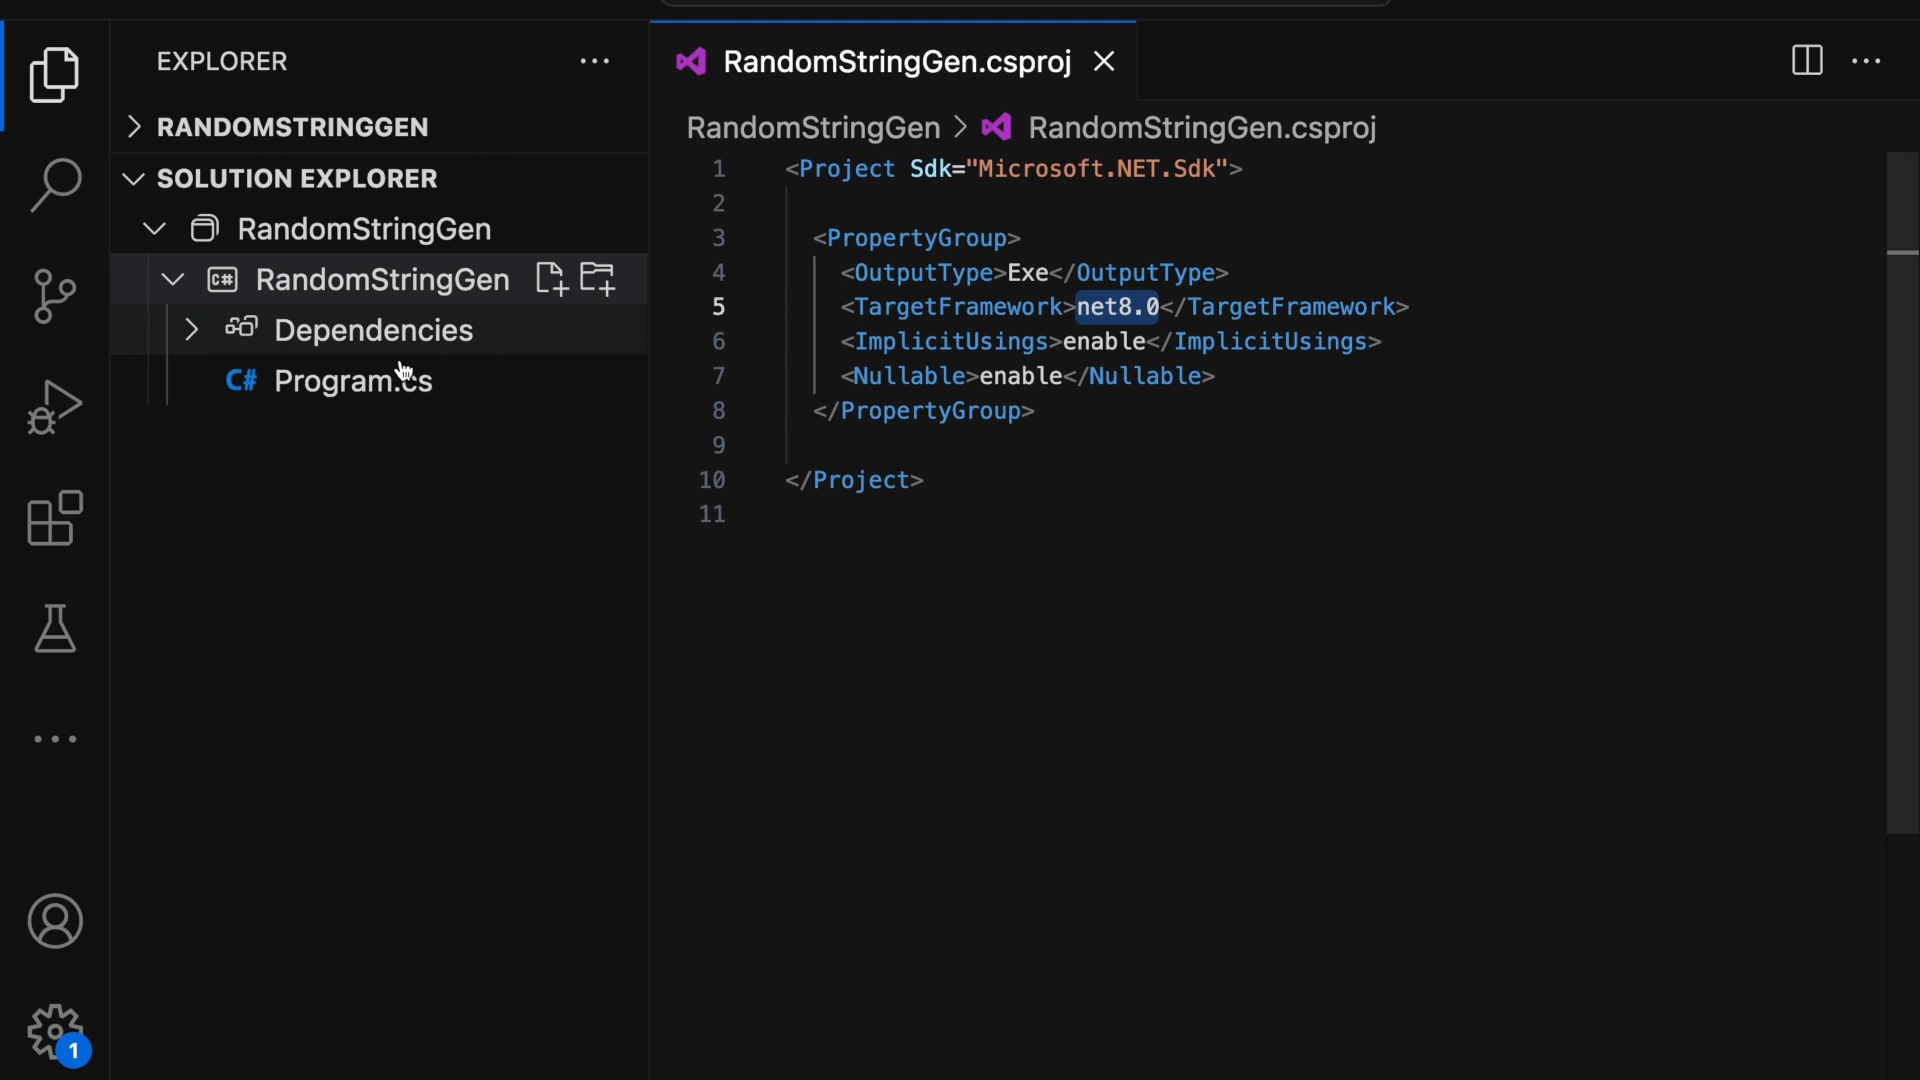 EXPLORER
RANDOMSTRINGGEN
SOLUTION EXPLORER
RandomStringGen
C# RandomStringGen
Dependencies
C# Program.cs
1
RandomStringGen.csproj
RandomStringGen > RandomStringGen.csproj
1 <Project Sdk="Microsoft.NET.Sdk">
2
3 <PropertyGroup>
4 <OutputType>Exe</OutputType>
5 <TargetFramework>net8.0</TargetFramework>
6 <ImplicitUsings>enable</ImplicitUsings>
7 <Nullable>enable</Nullable>
8 </PropertyGroup>
9
10 </Project>
11